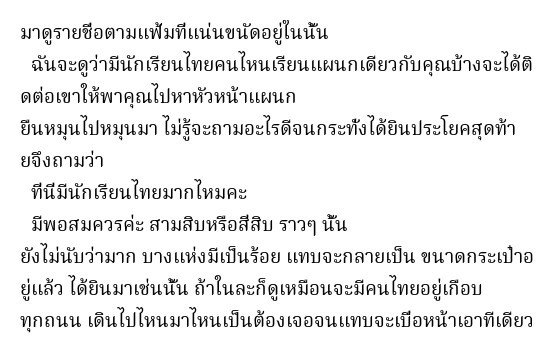 มาดูรายชื่อตามแฟ้มที่แน่นขนัดอยู่ในนั้น
ฉันจะดูว่ามีนักเรียนไทยคนไหนเรียนแผนกเดียวกับคุณบ้างจะได้ติ
ดต่อเขาให้พาคุณไปหาหัวหน้าแผนก
ยืนหมุนไปหมุนมา ไม่รู้จะถามอะไรดีจนกระทั่งได้ยินประโยคสุดท้า
ยจึงถามว่า
ที่นี่มีนักเรียนไทยมากไหมคะ
มีพอสมควรค่ะ สามสิบหรือสี่สิบ ราวๆ นั้น
ยังไม่นับว่ามาก บางแห่งมีเป็นร้อย แทบจะกลายเป็น ขนาดกระเป๋าอ
ยู่แล้ว ได้ยินมาเช่นนั้น ถ้าในละก็ดูเหมือนจะมีคนไทยอยู่เกือบ
ทุกถนน เดินไปไหนมาไหนเป็นต้องเจอจนแทบจะเบื่อหน้าเอาทีเดียว